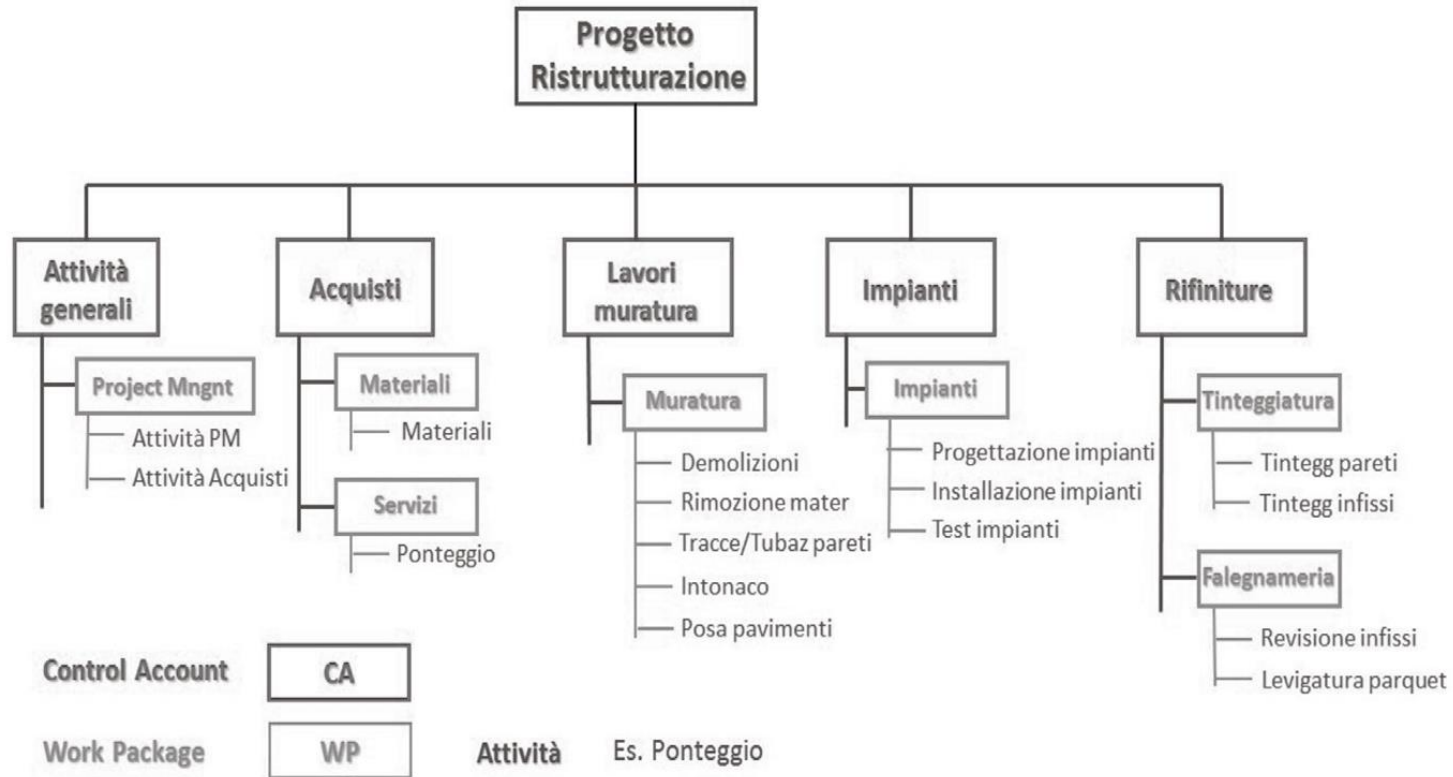 Progetto
Ristrutturazione
Attività
generali
Acquisti
Lavori
muratura
Impianti
Rifiniture
Project Mngnt
Attività PM
Attività Acquisti
Materiali
Materiali
Servizi
Ponteggio
Muratura
Demolizioni
Rimozione mater
Tracce/Tubaz pareti
Intonaco
Posa pavimenti
Impianti
Progettazione impianti
Installazione impianti
Test impianti
Tinteggiatura
Tintegg pareti
Tintegg infissi
Falegnameria
Revisione infissi
Levigatura parquet
Control Account CA
Work Package WP Attività Es. Ponteggio